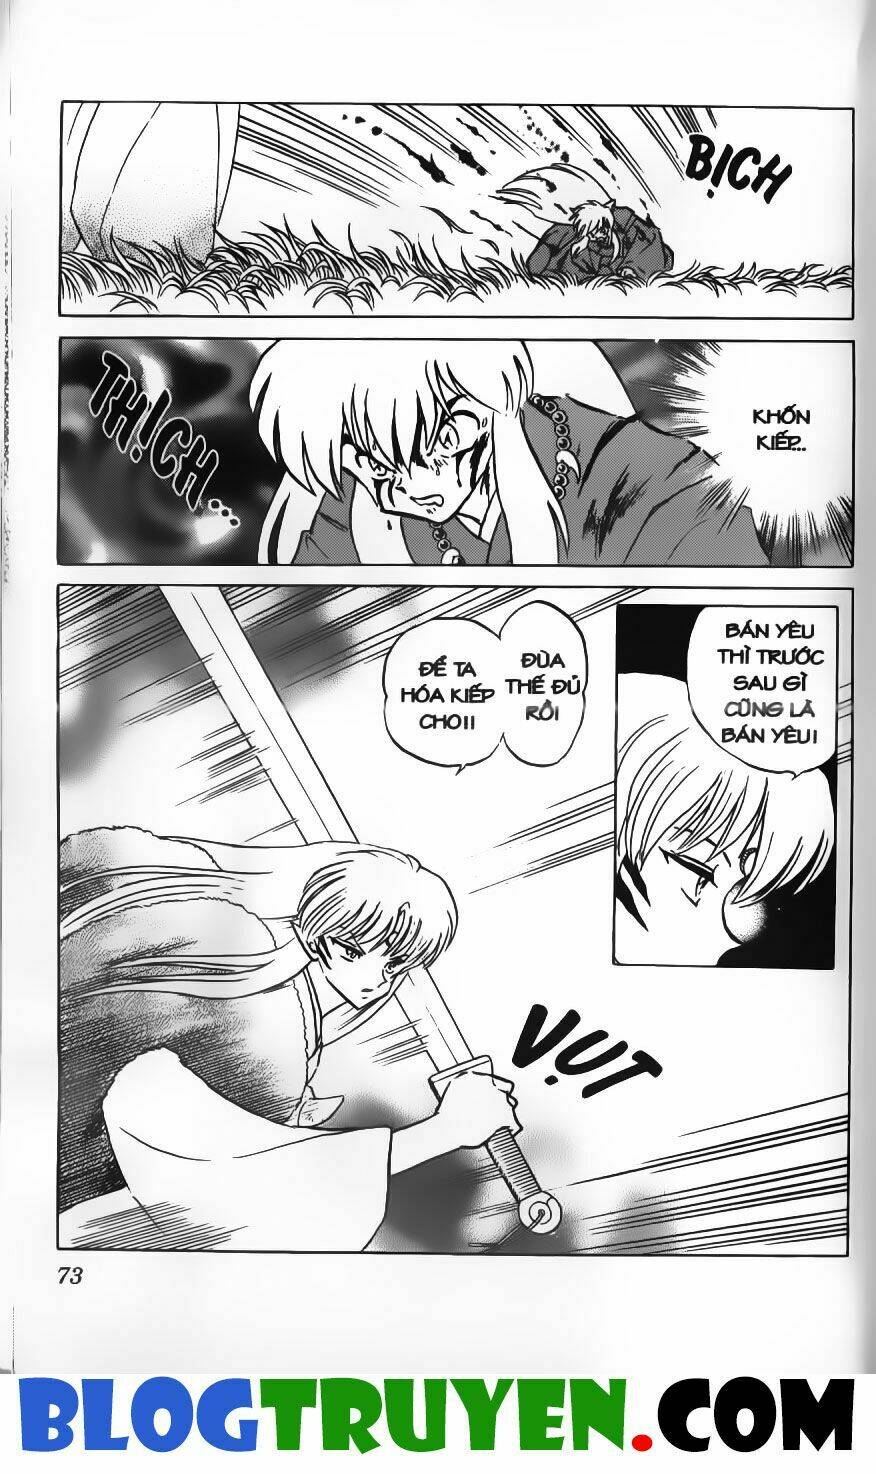 BỊCH
THỊCH...
KHỐN
KIẾP...
BÁN YÊU
THÌ TRƯỚC
SAU GÌ
CŨNG LÀ
BÁN YÊU!
ĐÙA
THẾ ĐỦ
RỒI
ĐỂ TA
HÓA KIẾP
CHO!!
VỤT
73
BLOGTRUYEN.COM